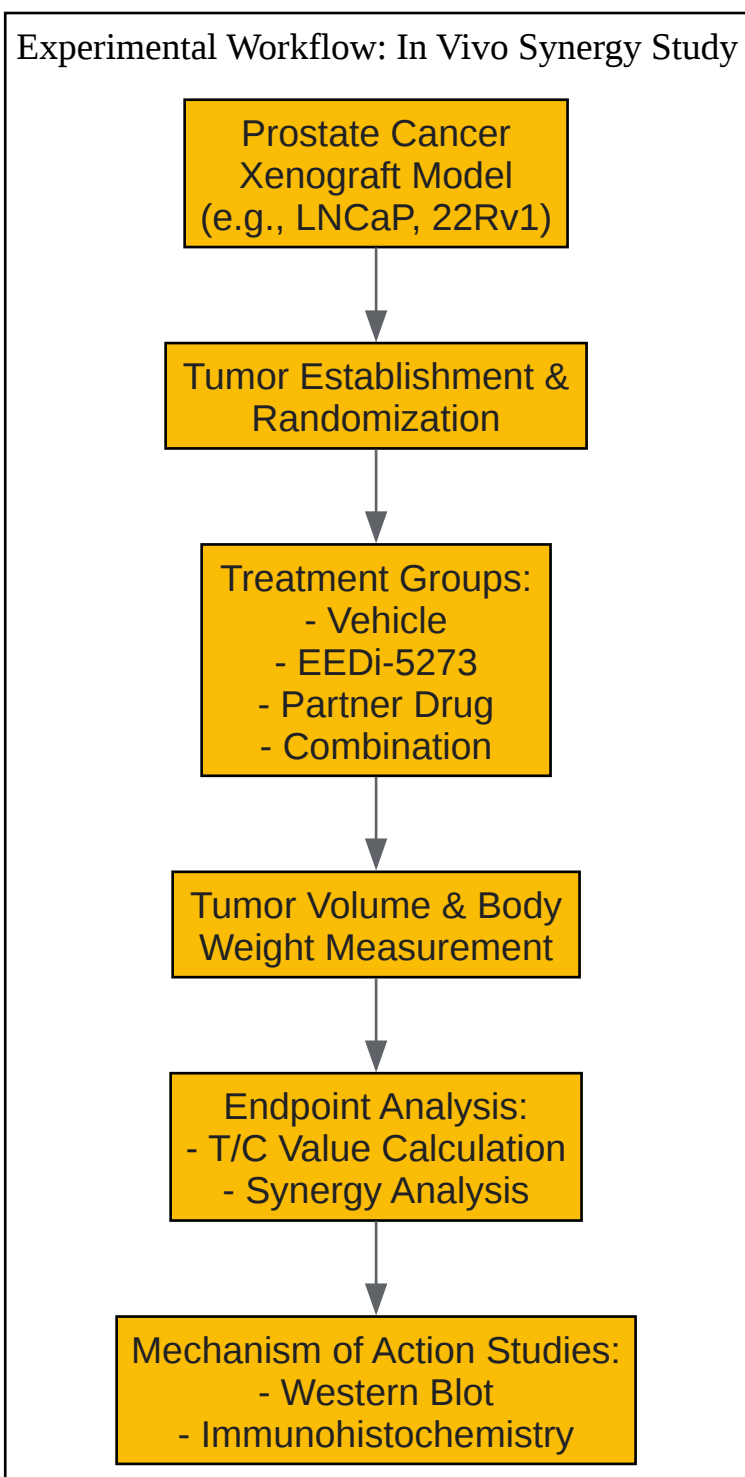 Experimental Workflow: In Vivo Synergy Study
Prostate Cancer
Xenograft Model
(e.g., LNCaP, 22Rv1)
Tumor Establishment &
Randomization
Treatment Groups:
- Vehicle
- EEDi-5273
- Partner Drug
- Combination
Tumor Volume & Body
Weight Measurement
Endpoint Analysis:
- T/C Value Calculation
- Synergy Analysis
Mechanism of Action Studies:
- Western Blot
- Immunohistochemistry